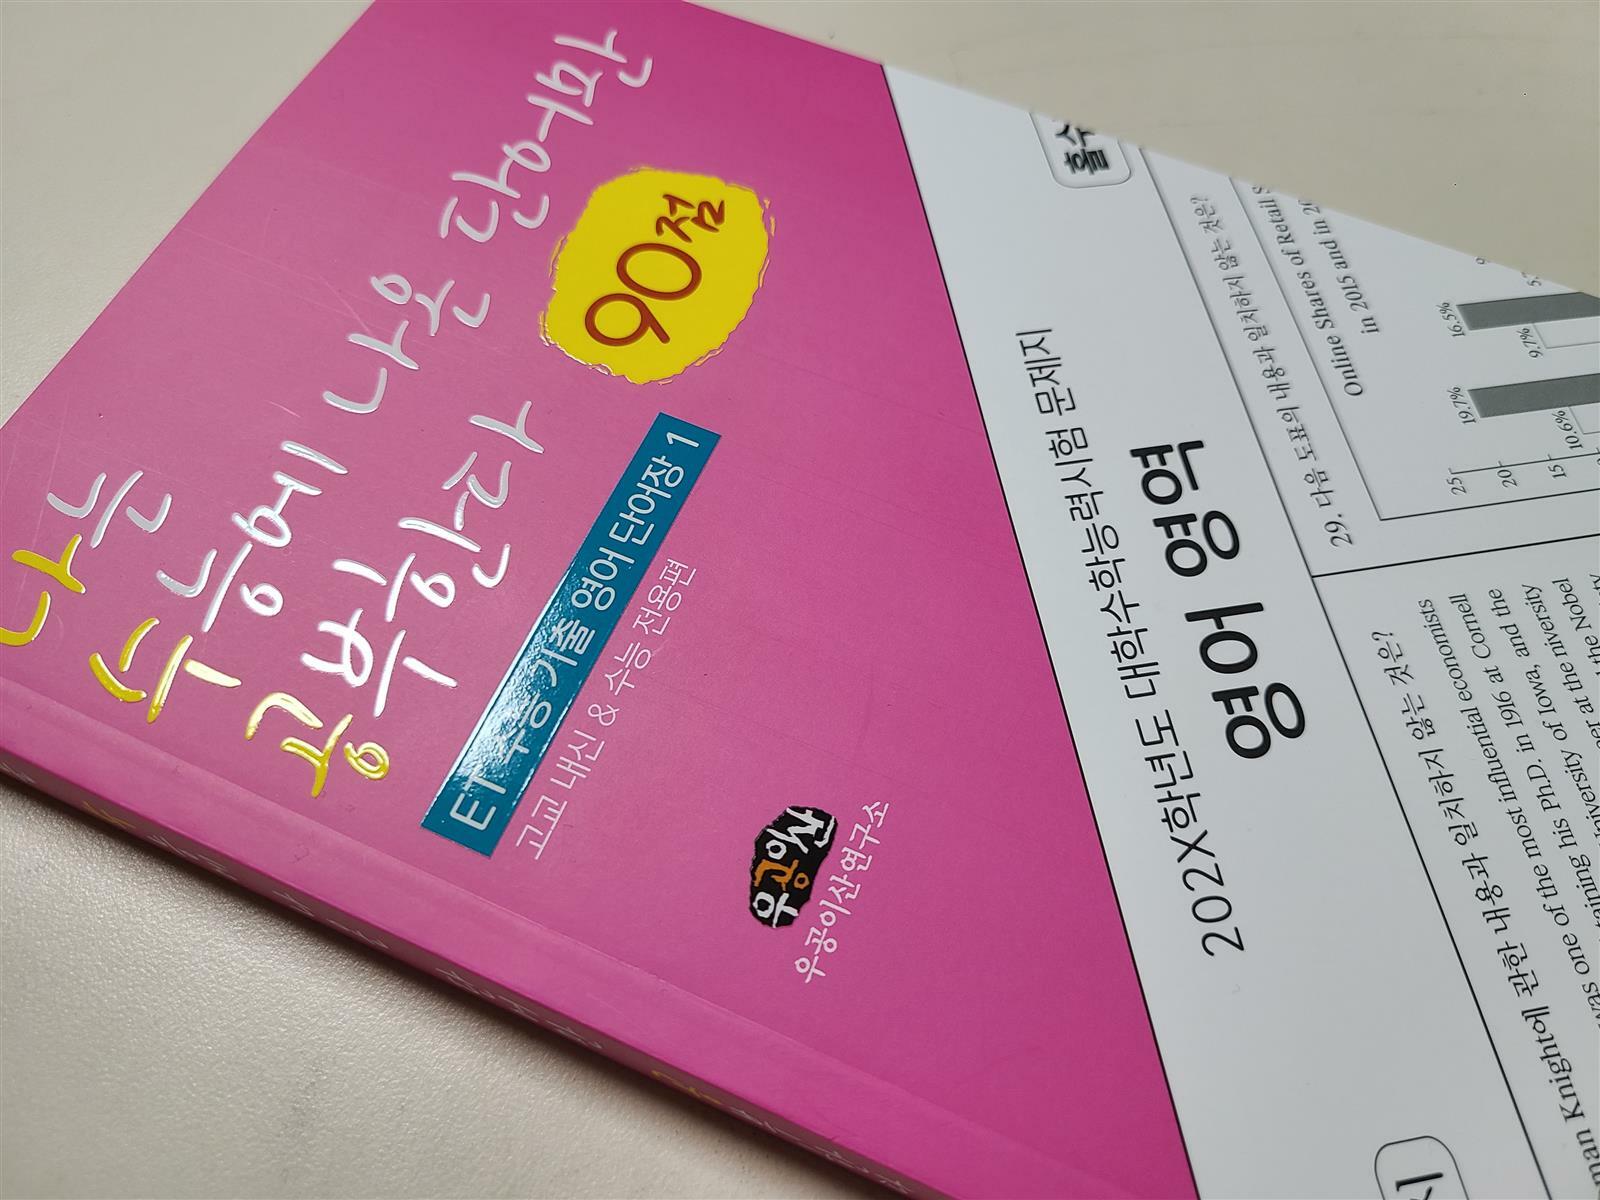 나는
수능에 나온 단어만
공부한다
90점
ET 수능기출 영어 단어장 1
고교 내신 & 수능 전용편
우공이산
우공이산연구소
202X학년도 대학수학능력시험 문제지
영어 영역
홀수
29. 다음 도표의 내용과 일치하지 않는 것은?
Online Shares of Retail
in 2015 and in
25
20
15
19.7%
10.6%
16.5%
9.7%
Knight에 관한 내용과 일치하지 않는 것은?
was one of the most influential economists
his Ph.D. in 1916 at Cornell
University of Iowa, and
at the Nobel